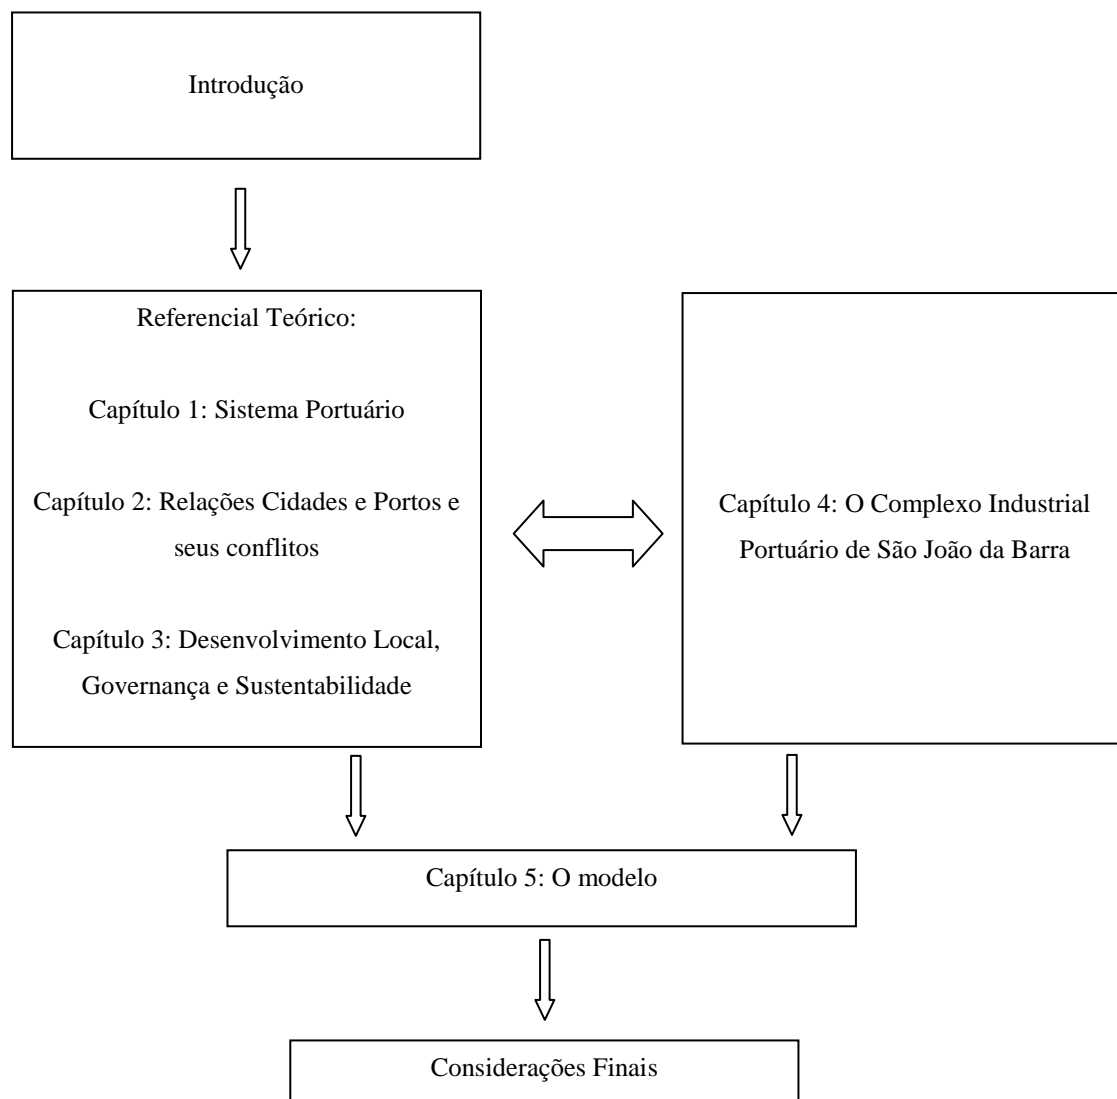 Introdução
Referencial Teórico:
Capítulo 1: Sistema Portuário
Capítulo 2: Relações Cidades e Portos e
seus conflitos
Capítulo 3: Desenvolvimento Local,
Governança e Sustentabilidade
Capítulo 4: O Complexo Industrial
Portuário de São João da Barra
Capítulo 5: O modelo
Considerações Finais